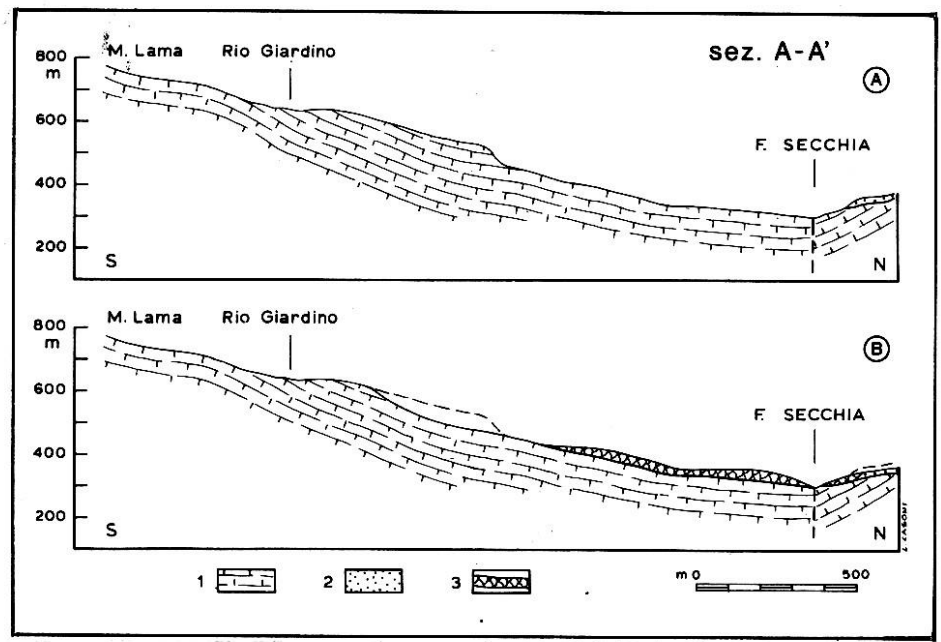 sez. A-A'
A
800
m
M. Lama
Rio Giardino
600
400
200
F. SECCHIA
S
N
B
800
m
M. Lama
Rio Giardino
600
400
200
F. SECCHIA
S
N
1
2
3
m 0
500